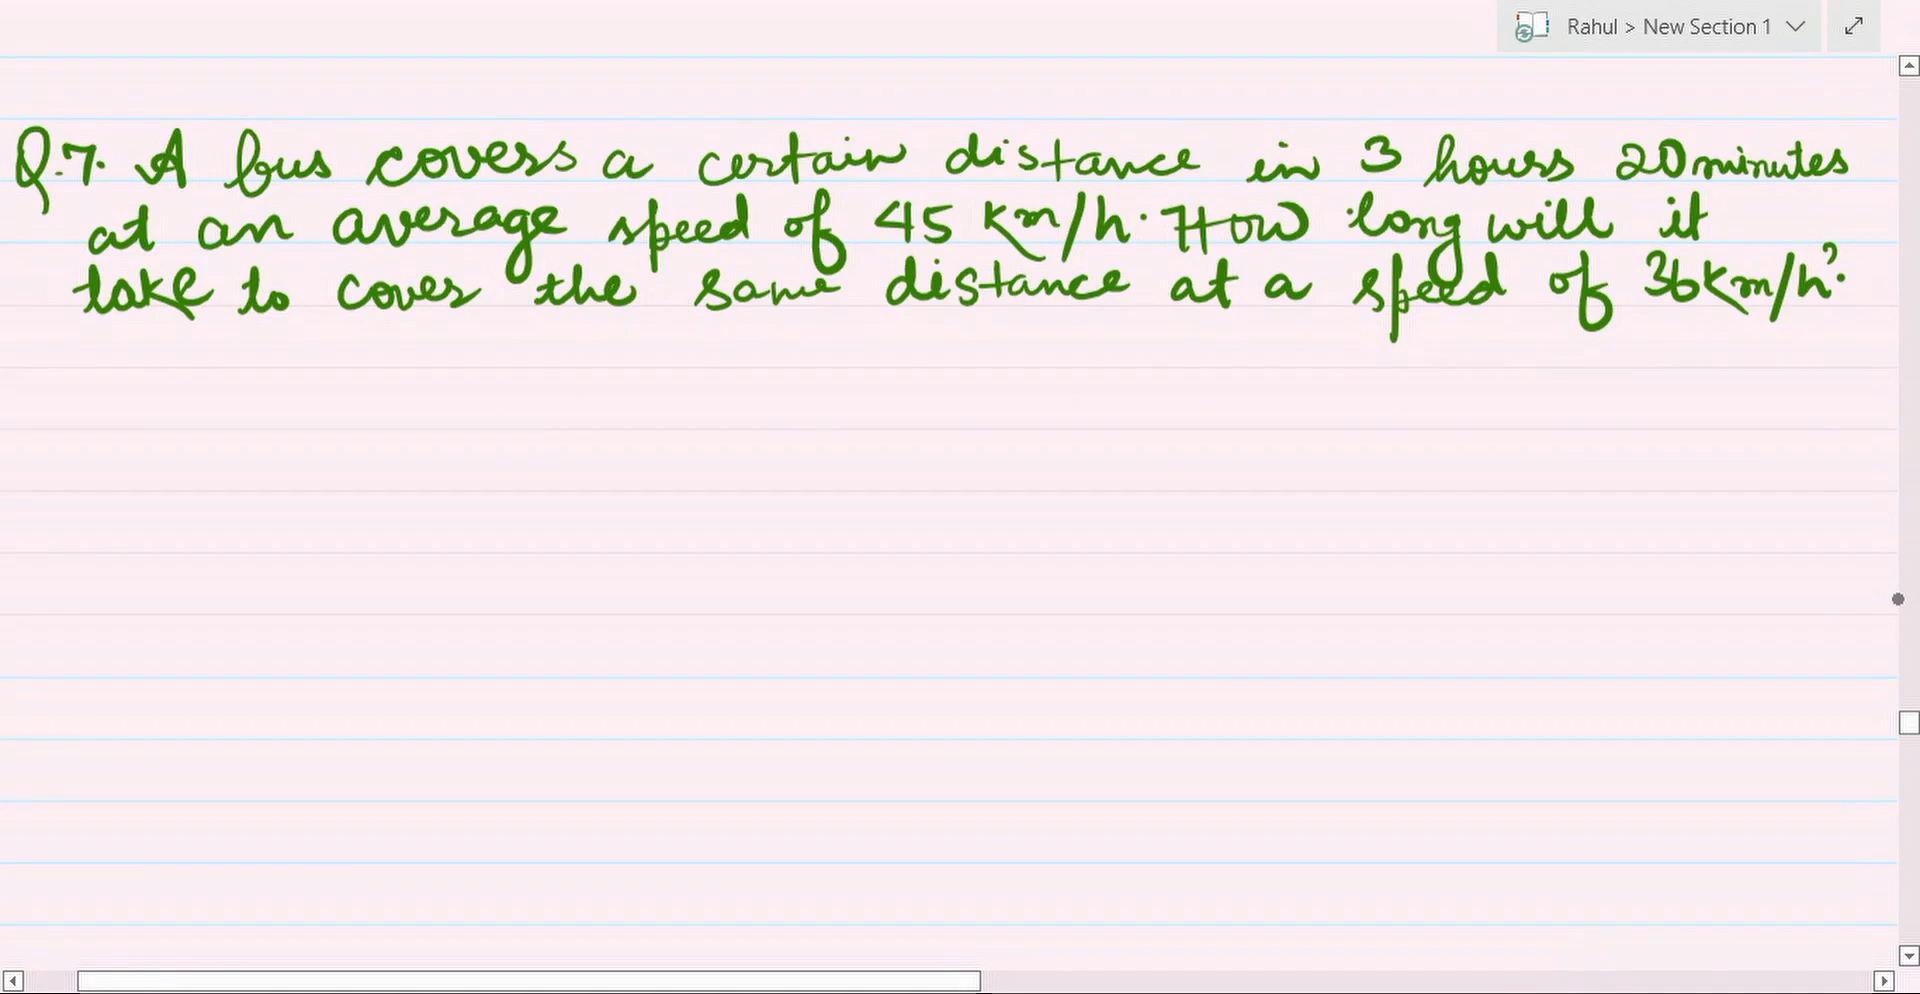 Rahul > New Section 1
Q.7. A bus covers a certain distance in 3 hours 20 minutes
at an average speed of 45 Km/h. How long will it
take to cover the same distance at a speed of 36 Km/h?